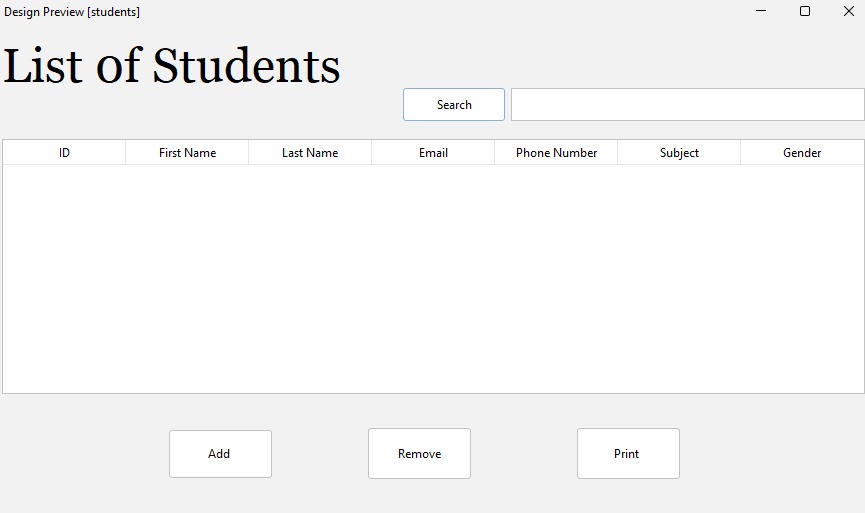 Design Preview [students]
List of Students
Search
ID First Name Last Name Email Phone Number Subject Gender
Add Remove Print